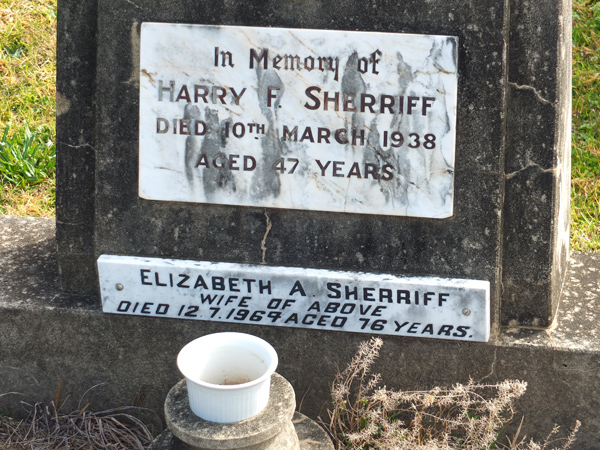 In Memory of
HARRY F. SHERRIFF
DIED 10TH MARCH 1938
AGED 47 YEARS
ELIZABETH A. SHERRIFF
WIFE OF ABOVE
DIED 12.7.1964 AGED 76 YEARS.